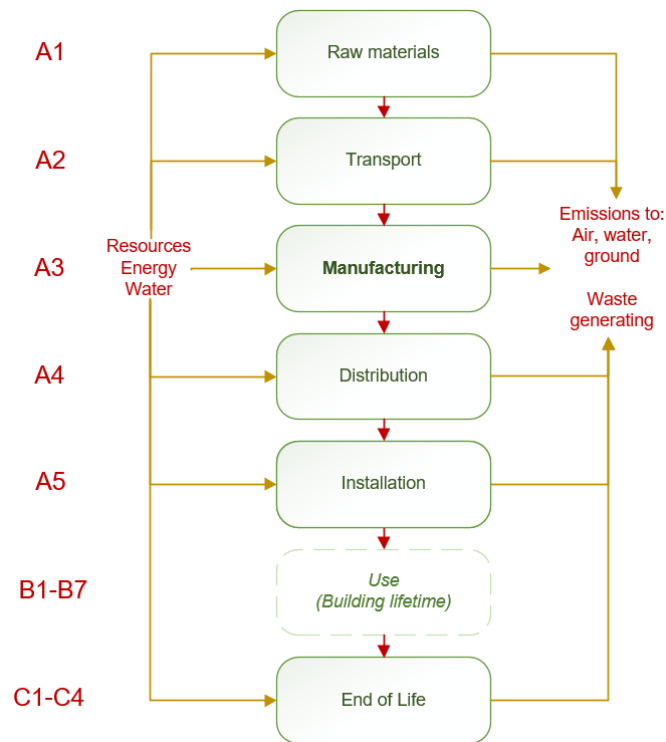 A1
Raw materials
A2
Transport
Emissions to:
Air, water,
ground
Resources
Energy
Water
A3
Manufacturing
Waste
generating
A4
Distribution
A5
Installation
B1-B7
Use
(Building lifetime)
C1-C4
End of Life